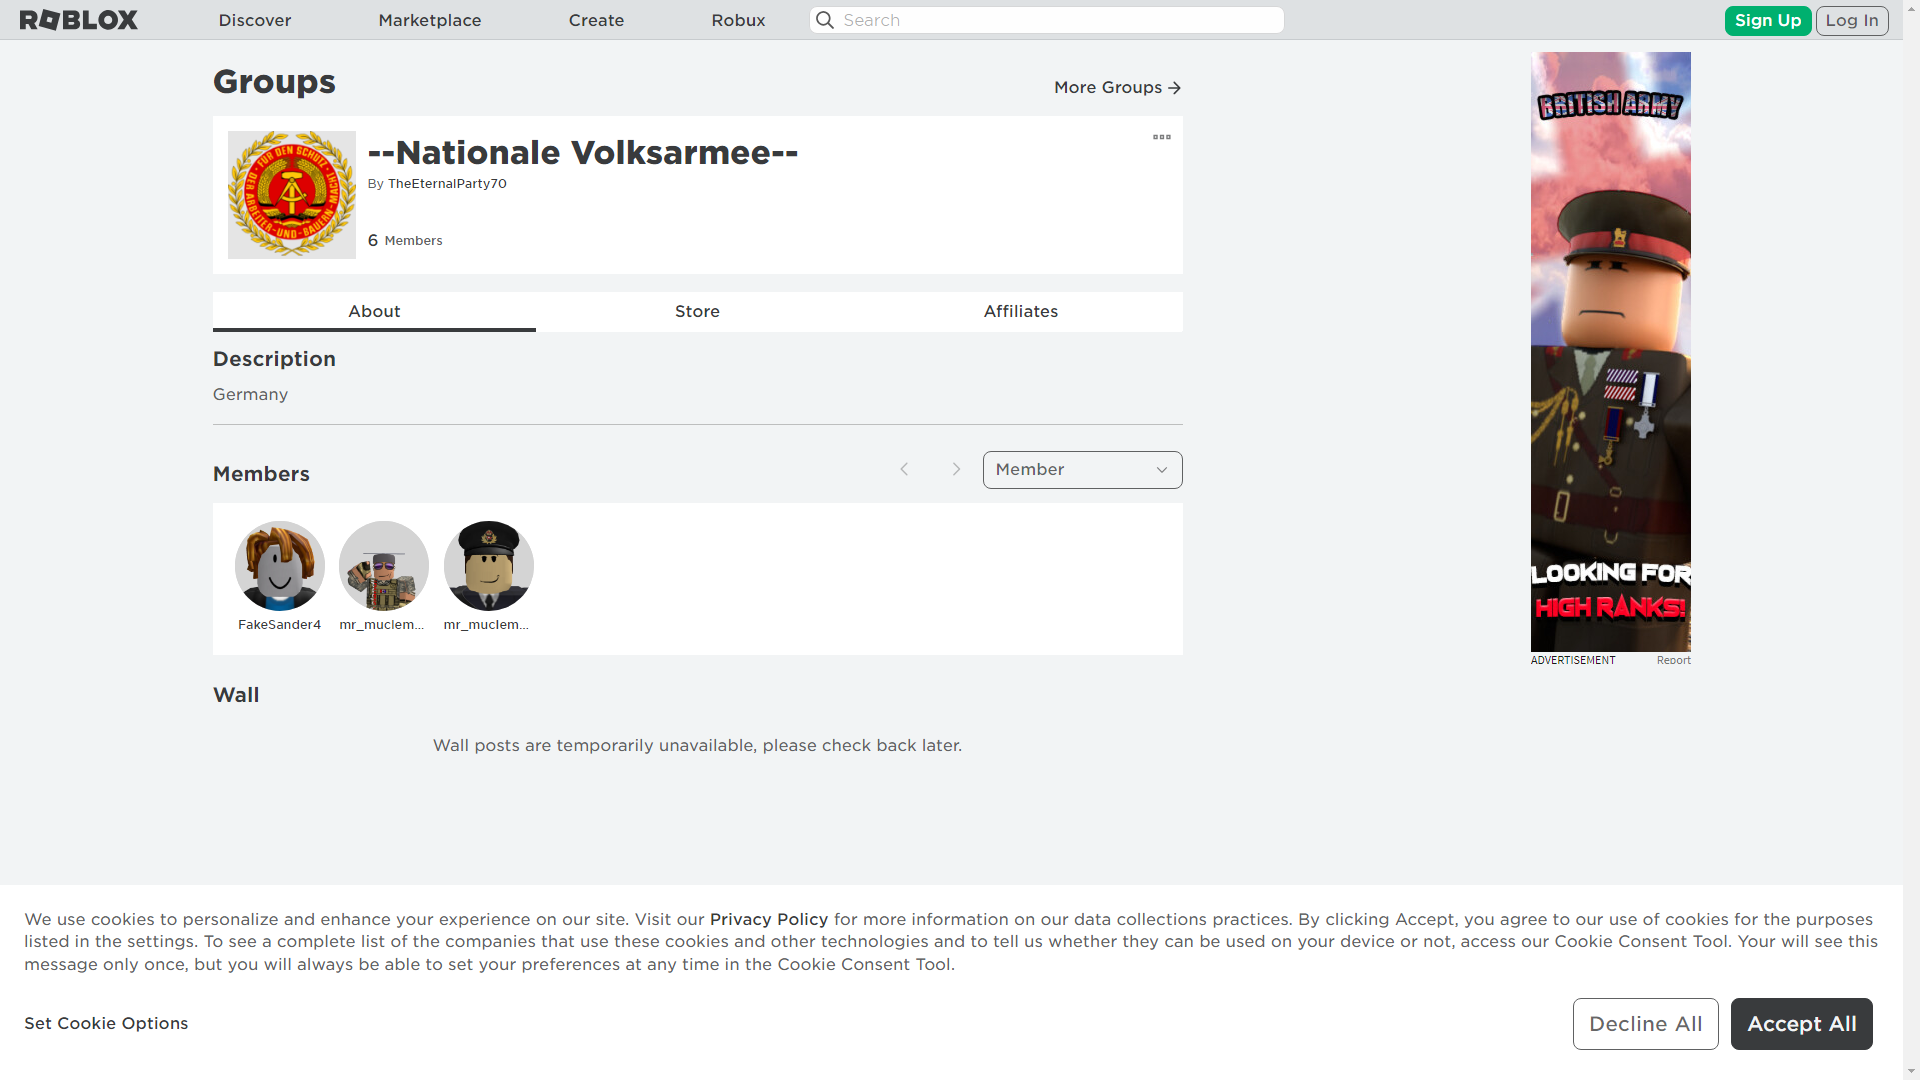 ROBLOX
Discover
Marketplace
Create
Robux
Search
Sign Up
Log In
Groups
More Groups
FÜR DEN SCHUTZ DER ARBEITER-UND-BAUERN-MACHT
--Nationale Volksarmee--
By TheEternalParty70
6 Members
About
Store
Affiliates
Description
Germany
Members
Member
FakeSander4
mr_muclem...
mr_muclem...
Wall
Wall posts are temporarily unavailable, please check back later.
BRITISH ARMY
LOOKING FOR
HIGH RANKS!
ADVERTISEMENT
Report
We use cookies to personalize and enhance your experience on our site. Visit our Privacy Policy for more information on our data collections practices. By clicking Accept, you agree to our use of cookies for the purposes
listed in the settings. To see a complete list of the companies that use these cookies and other technologies and to tell us whether they can be used on your device or not, access our Cookie Consent Tool. Your will see this
message only once, but you will always be able to set your preferences at any time in the Cookie Consent Tool.
Set Cookie Options
Decline All
Accept All